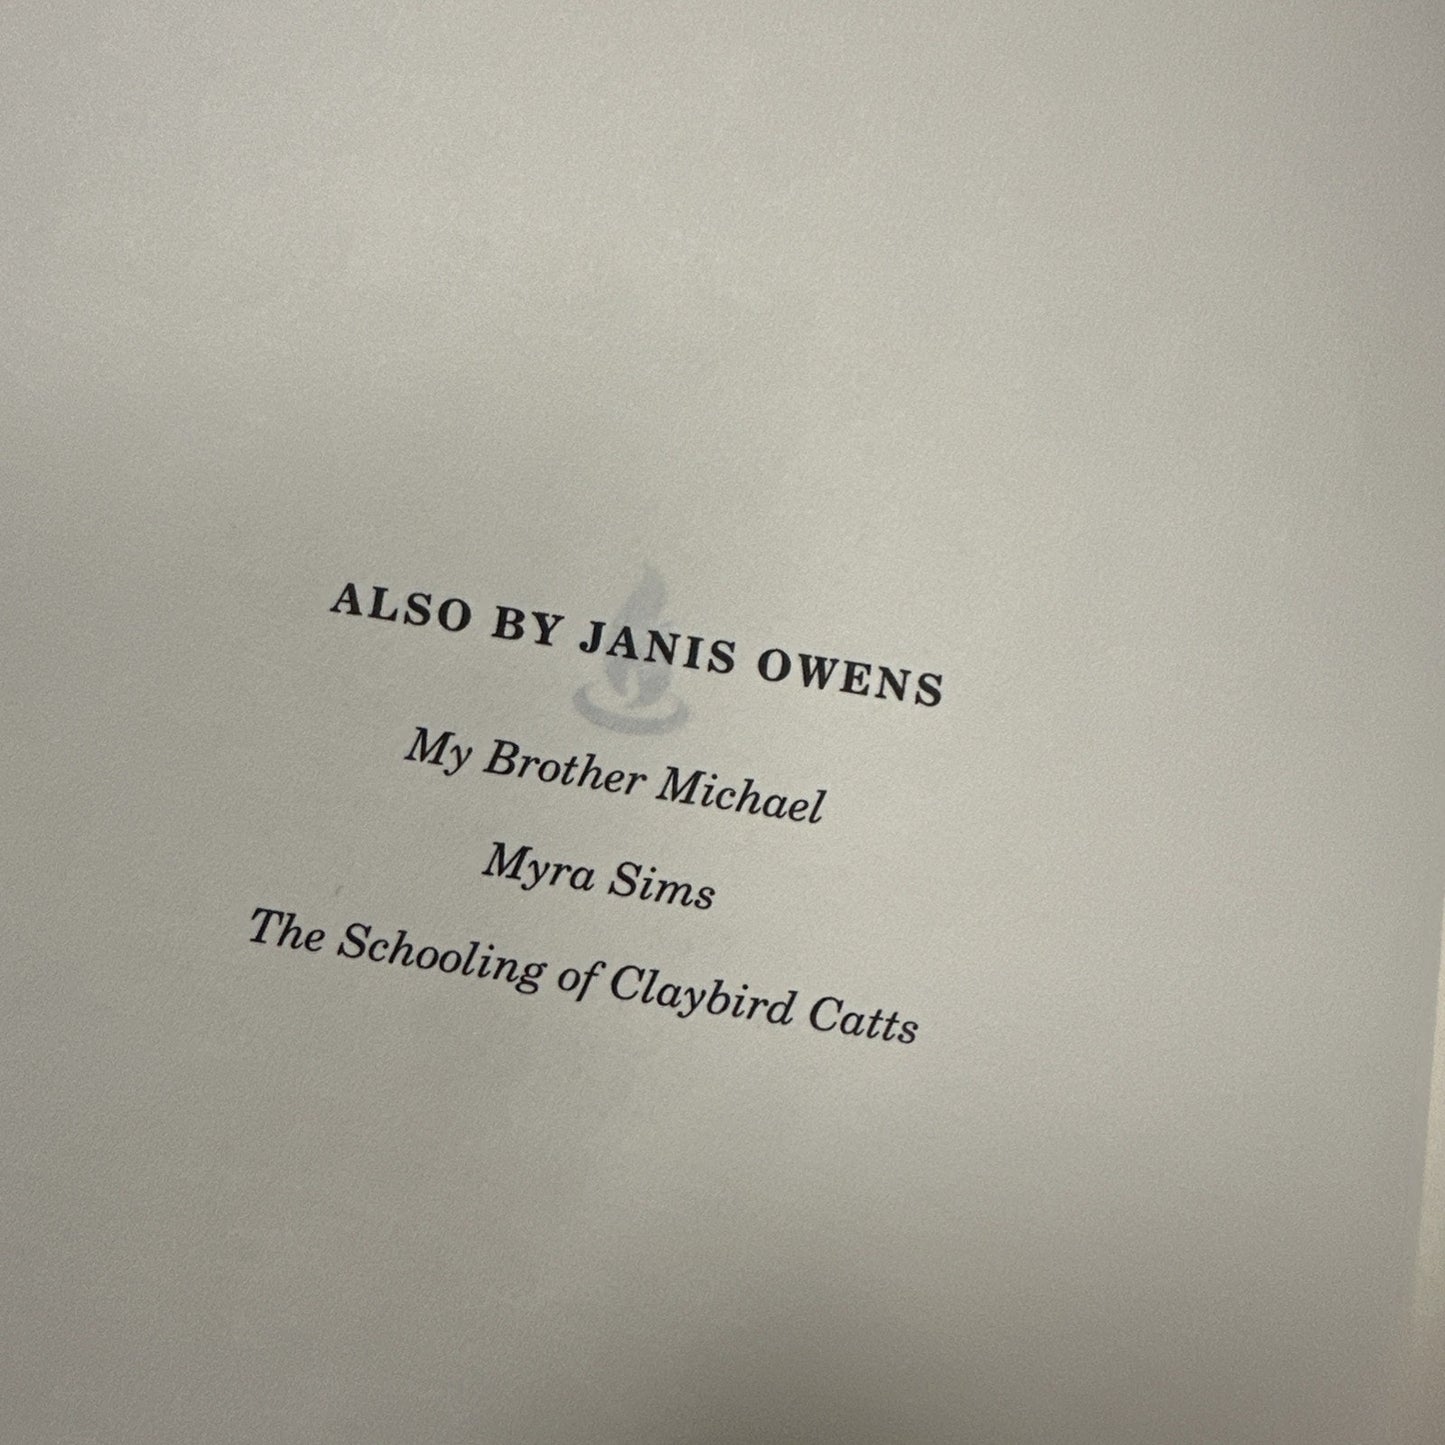 ALSO BY JANIS OWENS
My Brother Michael
Myra Sims
The Schooling of Claybird Catts